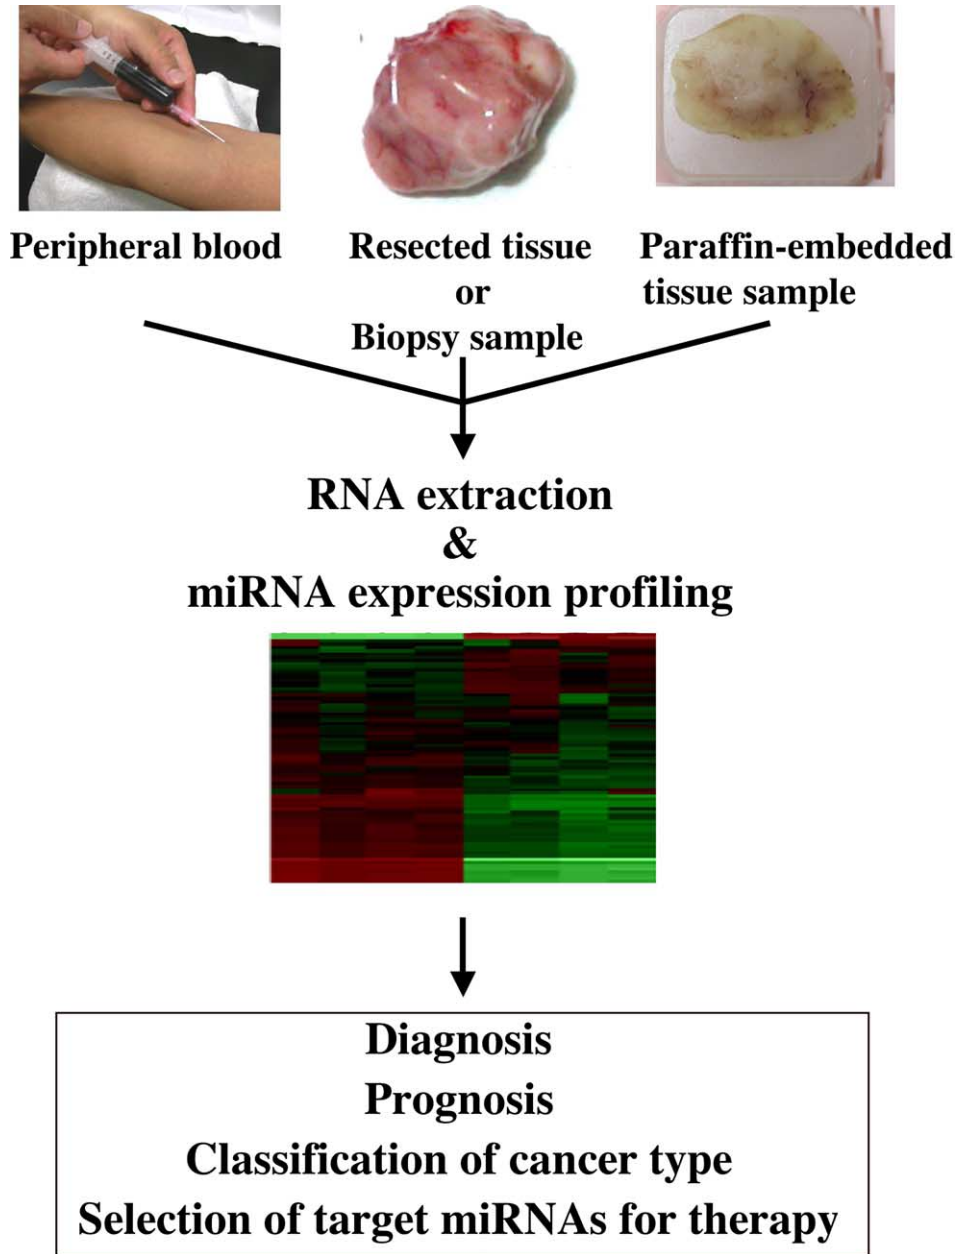 Peripheral blood
Resected tissue
or
Biopsy sample
Paraffin-embedded
tissue sample
RNA extraction
&
miRNA expression profiling
Diagnosis
Prognosis
Classification of cancer type
Selection of target miRNAs for therapy